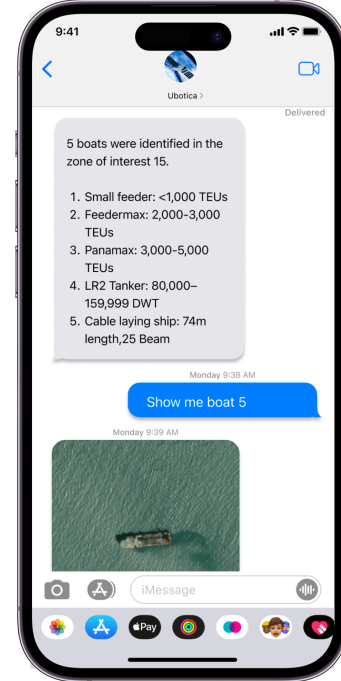 9:41
Ubotica >
Delivered
5 boats were identified in the
zone of interest 15.
1. Small feeder: <1,000 TEUs
2. Feedermax: 2,000-3,000
TEUs
3. Panamax: 3,000-5,000
TEUs
4. LR2 Tanker: 80,000–
159,999 DWT
5. Cable laying ship: 74m
length,25 Beam
Monday 9:38 AM
Show me boat 5
Monday 9:39 AM
iMessage
Pay